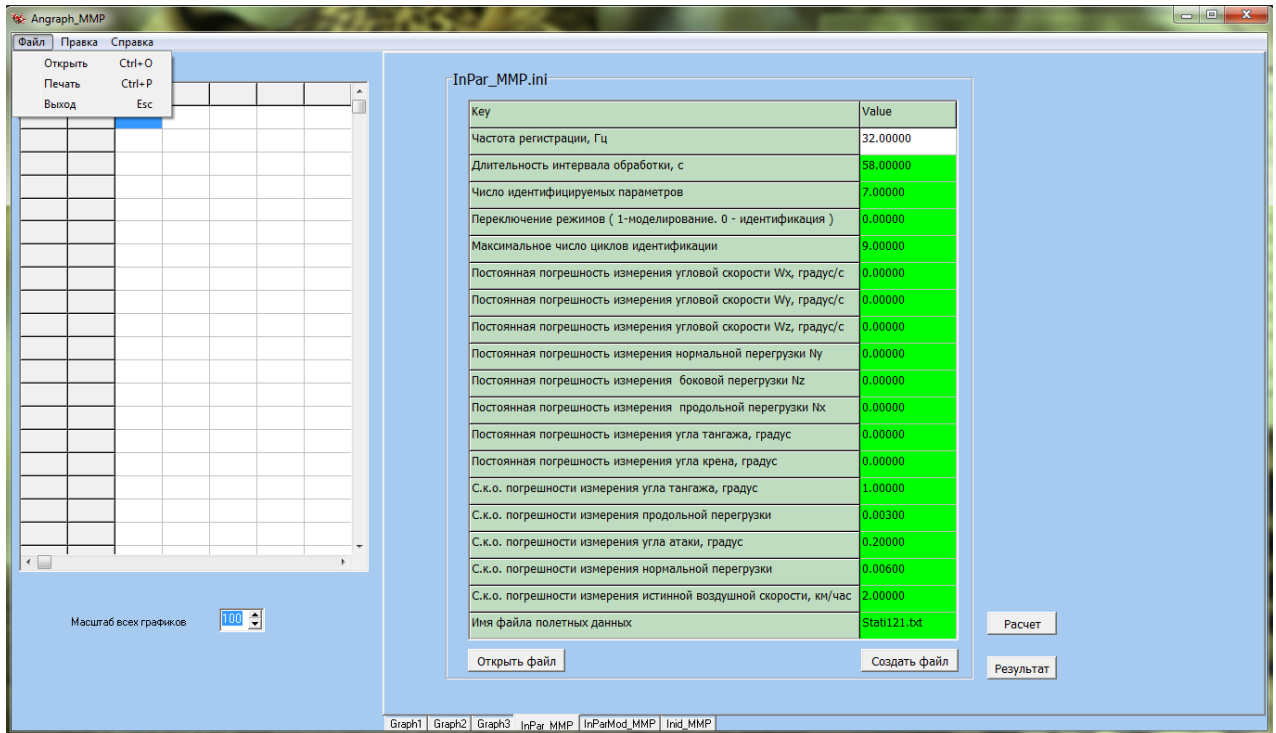 Angraph_MMP
Файл Правка Справка
Открыть Ctrl+O
Печать Ctrl+P
Выход Esc
InPar_MMP.ini
Key Value
Частота регистрации, Гц 32.00000
Длительность интервала обработки, с 58.00000
Число идентифицируемых параметров 7.00000
Переключение режимов ( 1-моделирование. 0 - идентификация ) 0.00000
Максимальное число циклов идентификации 9.00000
Постоянная погрешность измерения угловой скорости Wx, градус/с 0.00000
Постоянная погрешность измерения угловой скорости Wy, градус/с 0.00000
Постоянная погрешность измерения угловой скорости Wz, градус/с 0.00000
Постоянная погрешность измерения нормальной перегрузки Ny 0.00000
Постоянная погрешность измерения боковой перегрузки Nz 0.00000
Постоянная погрешность измерения продольной перегрузки Nx 0.00000
Постоянная погрешность измерения угла тангажа, градус 0.00000
Постоянная погрешность измерения угла крена, градус 0.00000
С.к.о. погрешности измерения угла тангажа, градус 1.00000
С.к.о. погрешности измерения продольной перегрузки 0.00300
С.к.о. погрешности измерения угла атаки, градус 0.20000
С.к.о. погрешности измерения нормальной перегрузки 0.00600
С.к.о. погрешности измерения истинной воздушной скорости, км/час 2.00000
Имя файла полетных данных Stati121.txt
Масштаб всех графиков 100
Расчет
Открыть файл Создать файл
Результат
Graph1 Graph2 Graph3 InPar_MMP InParMod_MMP Inid_MMP